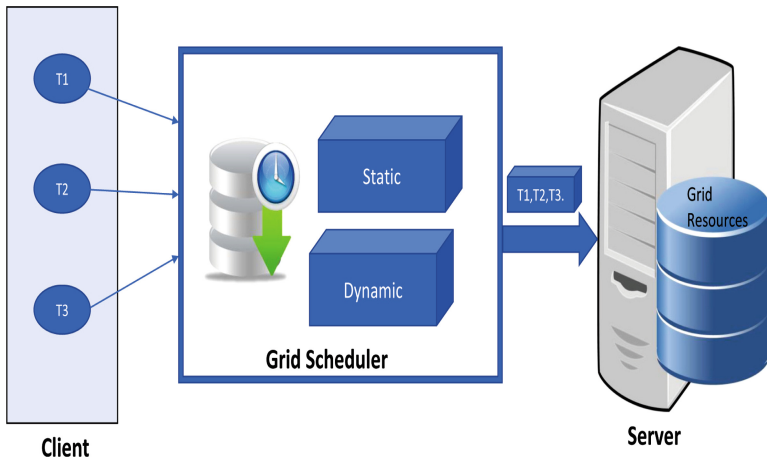 T1
T2
T3
Client
Static
Dynamic
Grid Scheduler
T1,T2,T3.
Grid
Resources
Server